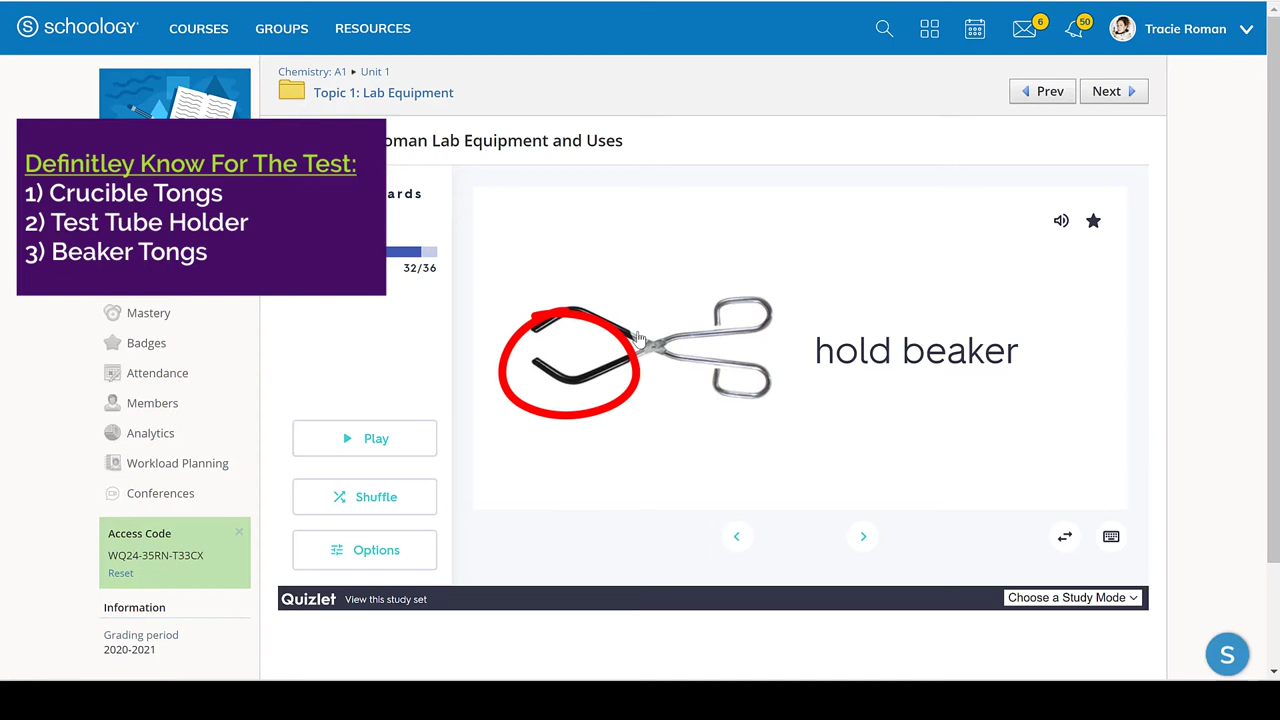 schoology
COURSES
GROUPS
RESOURCES
6
50
Tracie Roman
Chemistry: A1 ▸ Unit 1
Topic 1: Lab Equipment
Prev
Next
Definitley Know For The Test:
1) Crucible Tongs
2) Test Tube Holder
3) Beaker Tongs
oman Lab Equipment and Uses
ards
32/36
hold beaker
Mastery
Badges
Attendance
Members
Analytics
Workload Planning
Conferences
Play
Shuffle
Options
Access Code
WQ24-35RN-T33CX
Reset
Quizlet View this study set
Choose a Study Mode
Information
Grading period
2020-2021
S